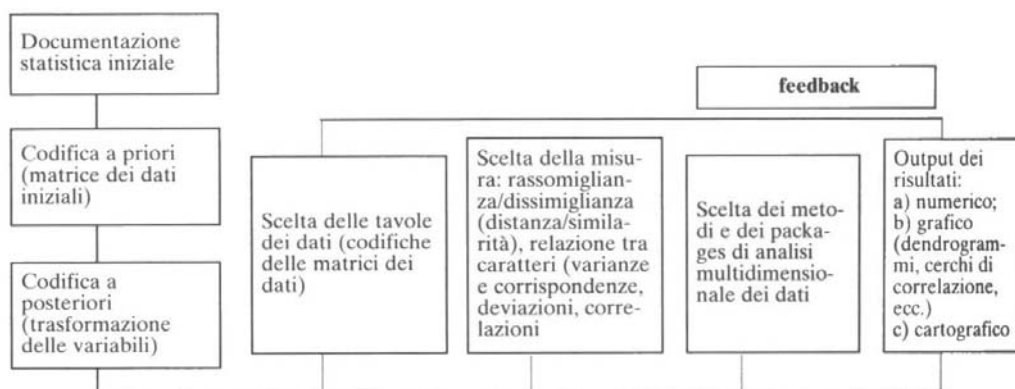 Documentazione
statistica iniziale
Codifica a priori
(matrice dei dati
iniziali)
Codifica a
posteriori
(trasformazione
delle variabili)
feedback
Scelta delle tavole
dei dati (codifiche
delle matrici dei
dati)
Scelta della misu-
ra: rassomiglian-
za/dissimiglianza
(distanza/simila-
rità), relazione tra
caratteri (varianze
e corrispondenze,
deviazioni, corre-
lazioni
Scelta dei meto-
di e dei packa-
ges di analisi
multidimensio-
nale dei dati
Output dei
risultati:
a) numerico;
b) grafico
(dendrogram-
mi, cerchi di
correlazione,
ecc.)
c) cartografico